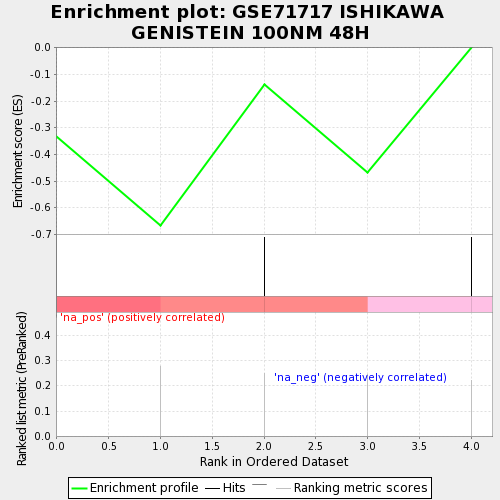 Enrichment plot: GSE71717 ISHIKAWA
GENISTEIN 100NM 48H
Enrichment score (ES)
0.0
-0.1
-0.2
-0.3
-0.4
-0.5
-0.6
-0.7
'na_pos' (positively correlated)
'na_neg' (negatively correlated)
Ranked list metric (PreRanked)
0.4
0.3
0.2
0.1
0.0
0.0 0.5 1.0 1.5 2.0 2.5 3.0 3.5 4.0
Rank in Ordered Dataset
Enrichment profile Hits Ranking metric scores